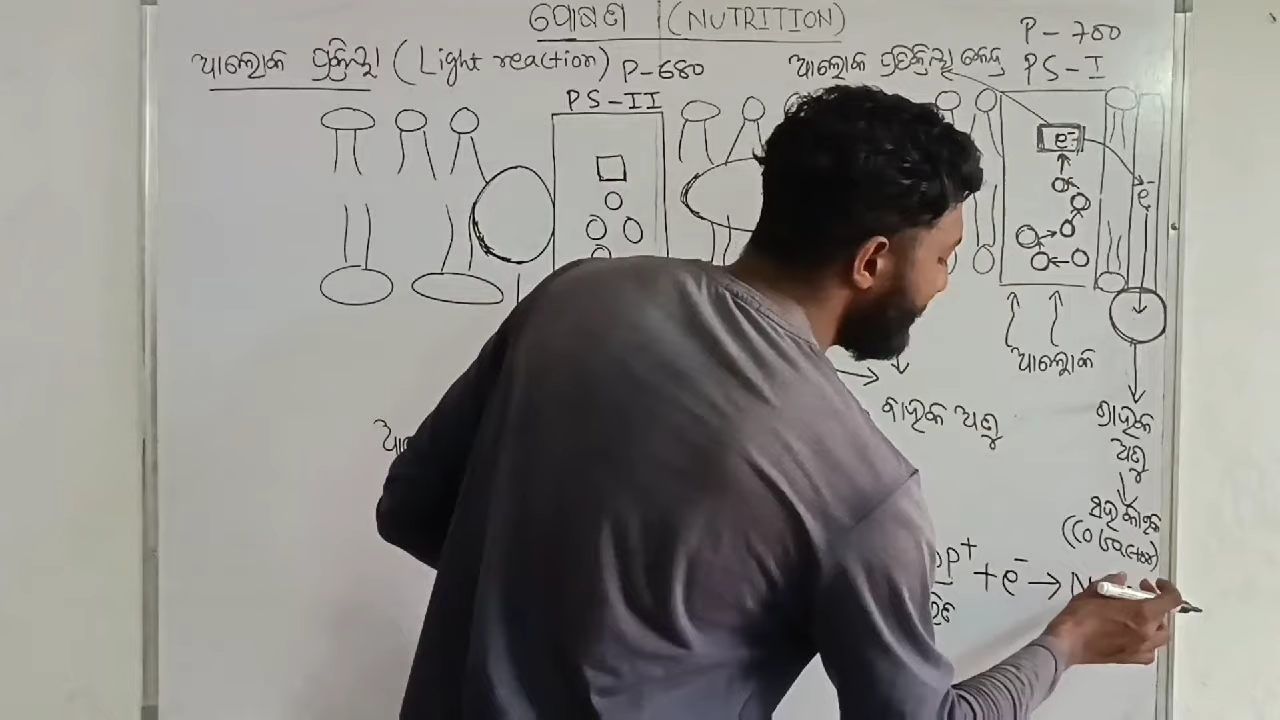 ପୋଷଣ (NUTRITION)
ଆଲୋକ ପ୍ରକ୍ରିୟା (Light reaction)
P-680
PS-II
ଆଲୋକ ପ୍ରତିକ୍ରିୟା କେନ୍ଦ୍ର
P-700
PS-I
e⁻
e⁻
ଆଲୋକ
ବାହକ ଅଣୁ
ବାହକ
ଅଣୁ
ସହକାରକ
P⁺ + e⁻ → N